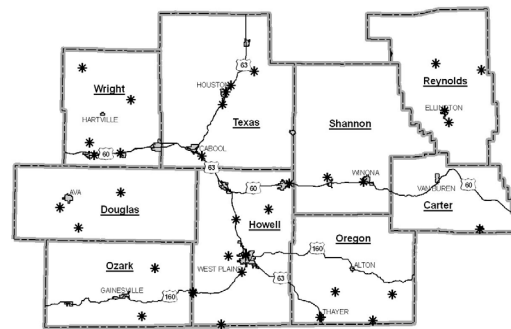 63
Wright
Reynolds
HOUSTON
63
HARTVILLE
Texas
Shannon
ELLINGTON
60
CABOOL
63
WINONA
60
VAN BUREN
60
AVA
Douglas
Howell
Carter
Oregon
Ozark
160
WEST PLAINS
ALTON
GAINESVILLE
160
63
THAYER